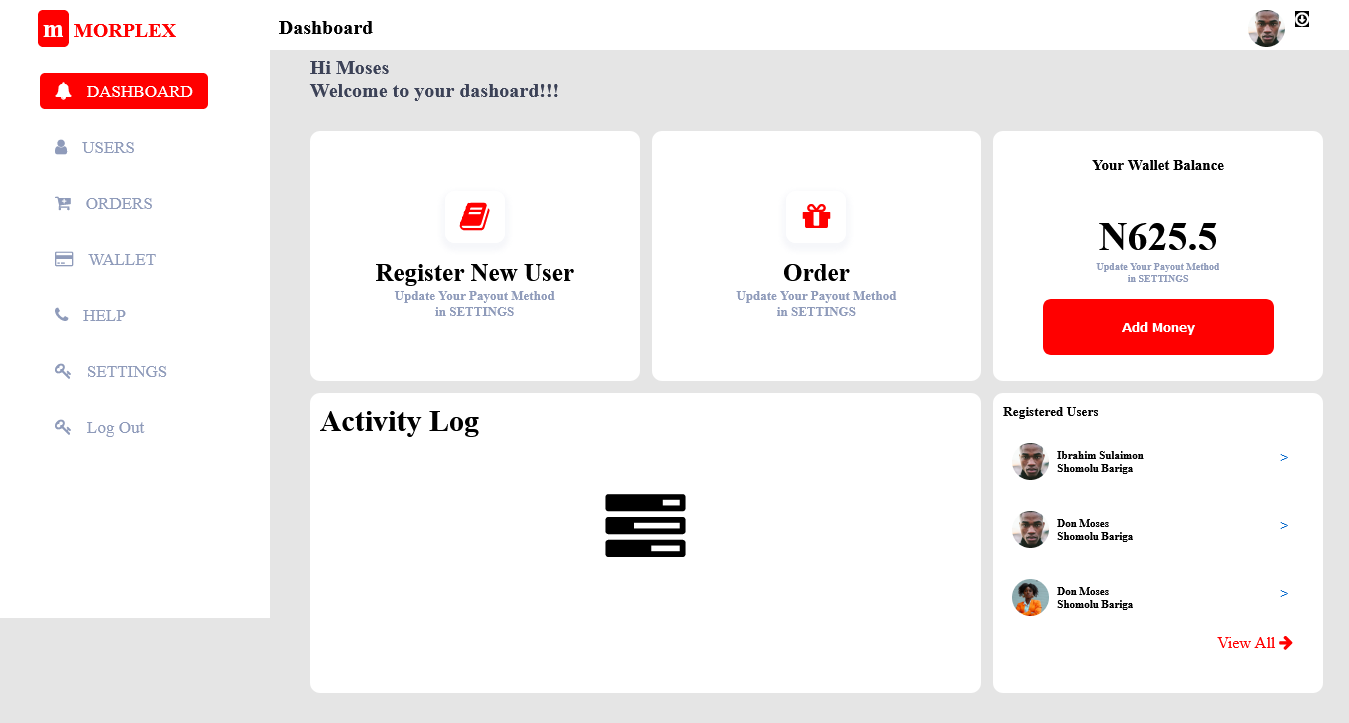 m MORPLEX
Dashboard
DASHBOARD
USERS
ORDERS
WALLET
HELP
SETTINGS
Log Out
Hi Moses
Welcome to your dashoard!!!
Register New User
Update Your Payout Method
in SETTINGS
Order
Update Your Payout Method
in SETTINGS
Your Wallet Balance
N625.5
Update Your Payout Method
in SETTINGS
Add Money
Activity Log
Registered Users
Ibrahim Sulaimon
Shomolu Bariga
>
Don Moses
Shomolu Bariga
>
Don Moses
Shomolu Bariga
>
View All